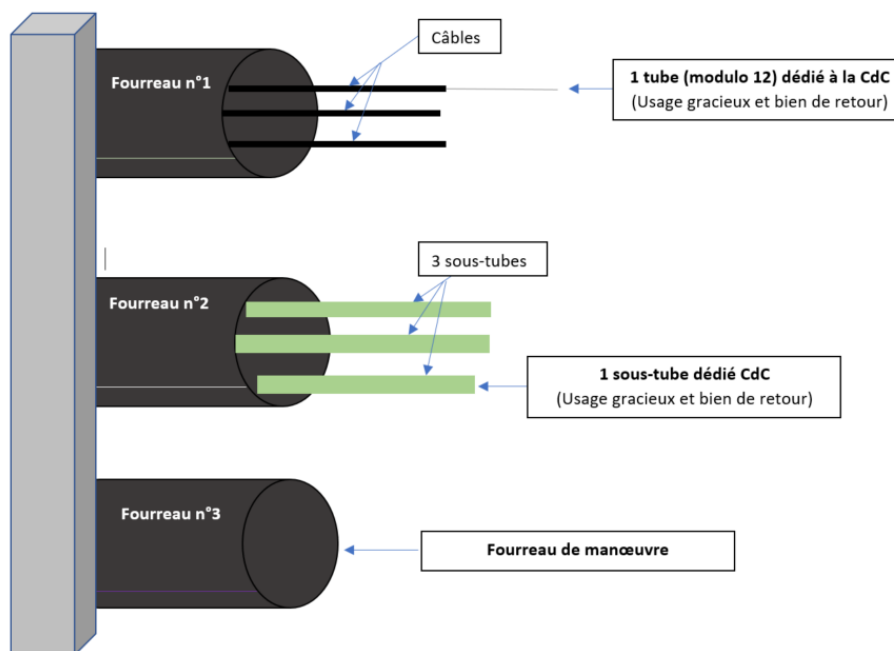 Câbles
Fourreau n°1
1 tube (modulo 12) dédié à la CdC
(Usage gracieux et bien de retour)
3 sous-tubes
Fourreau n°2
1 sous-tube dédié CdC
(Usage gracieux et bien de retour)
Fourreau n°3
Fourreau de manœuvre